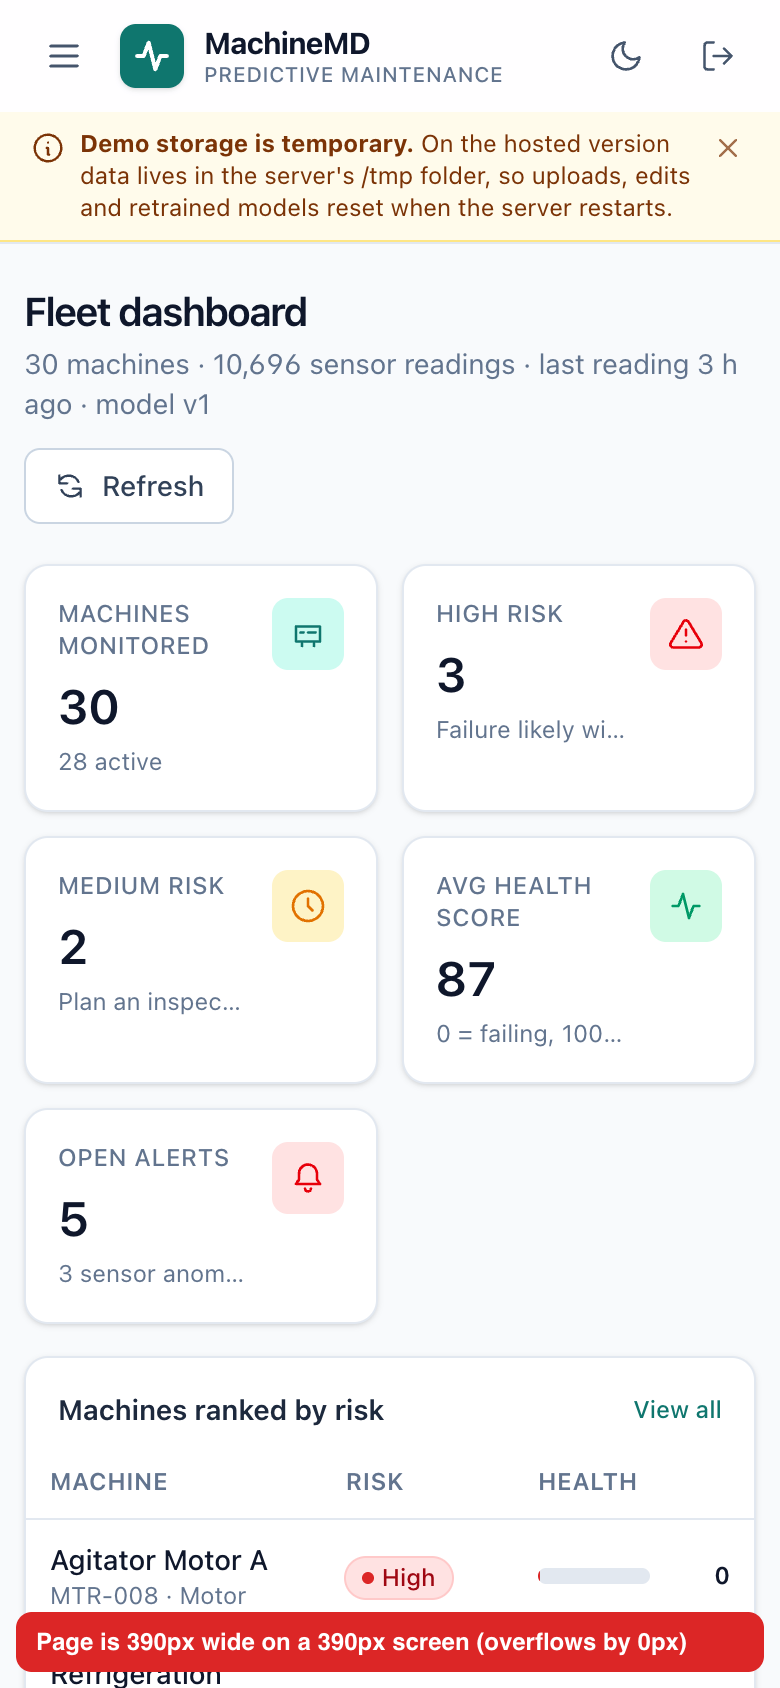 MachineMD
PREDICTIVE MAINTENANCE
Demo storage is temporary. On the hosted version
data lives in the server's /tmp folder, so uploads, edits
and retrained models reset when the server restarts.
Fleet dashboard
30 machines · 10,696 sensor readings · last reading 3 h
ago · model v1
Refresh
MACHINES
MONITORED
30
28 active
HIGH RISK
3
Failure likely wi...
MEDIUM RISK
2
Plan an inspec...
AVG HEALTH
SCORE
87
0 = failing, 100...
OPEN ALERTS
5
3 sensor anom...
Machines ranked by risk
View all
MACHINE RISK HEALTH
Agitator Motor A High 0
MTR-008 · Motor
Page is 390px wide on a 390px screen (overflows by 0px)
Refrigeration